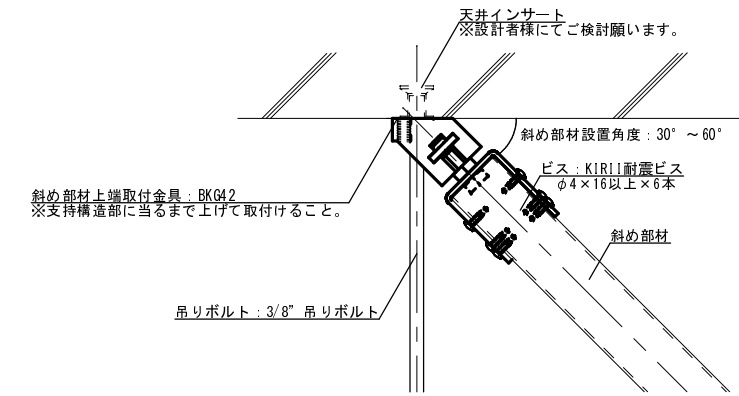 天井インサート
※設計者様にてご検討願います。
斜め部材設置角度：30°～60°
ビス：KIRII耐震ビス
φ4×16以上×6本
斜め部材上端取付金具：BKG42
※支持構造部に当るまで上げて取付けること。
斜め部材
吊りボルト：3/8”吊りボルト